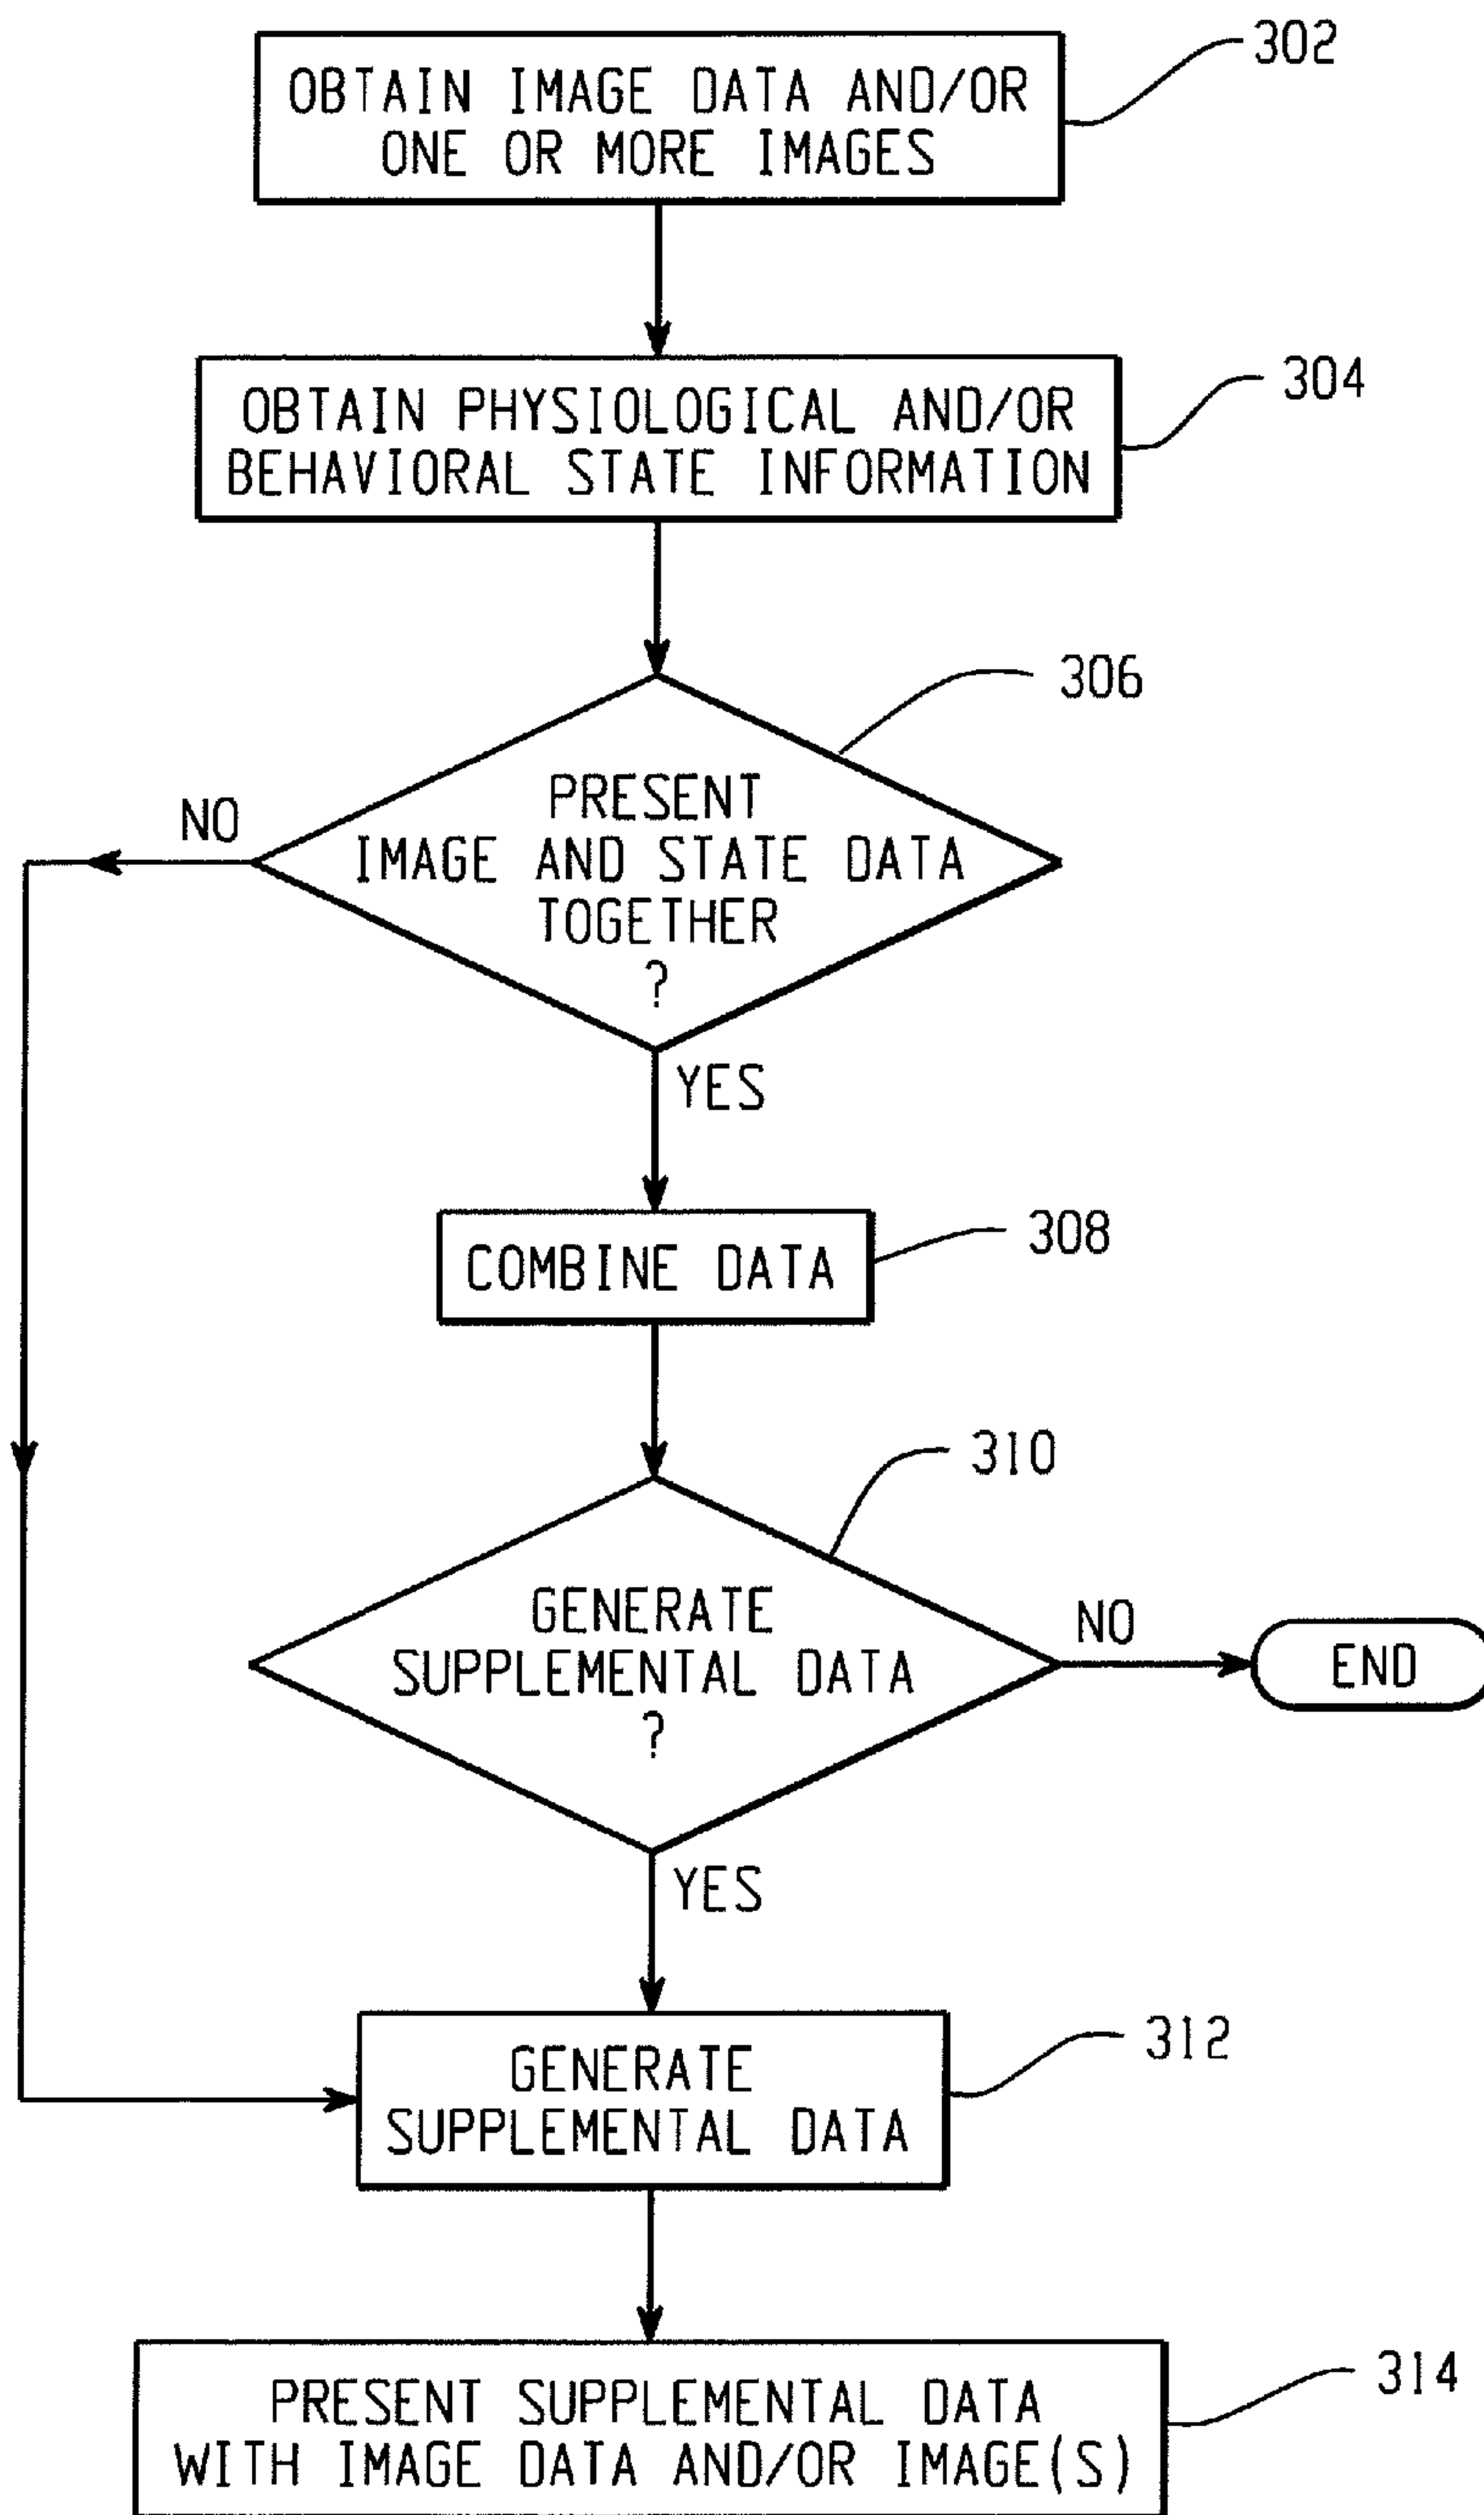 302
OBTAIN IMAGE DATA AND/OR
ONE OR MORE IMAGES
304
OBTAIN PHYSIOLOGICAL AND/OR
BEHAVIORAL STATE INFORMATION
306
PRESENT
IMAGE AND STATE DATA
TOGETHER
?
NO
YES
308
COMBINE DATA
310
GENERATE
SUPPLEMENTAL DATA
?
NO
END
YES
312
GENERATE
SUPPLEMENTAL DATA
314
PRESENT SUPPLEMENTAL DATA
WITH IMAGE DATA AND/OR IMAGE(S)